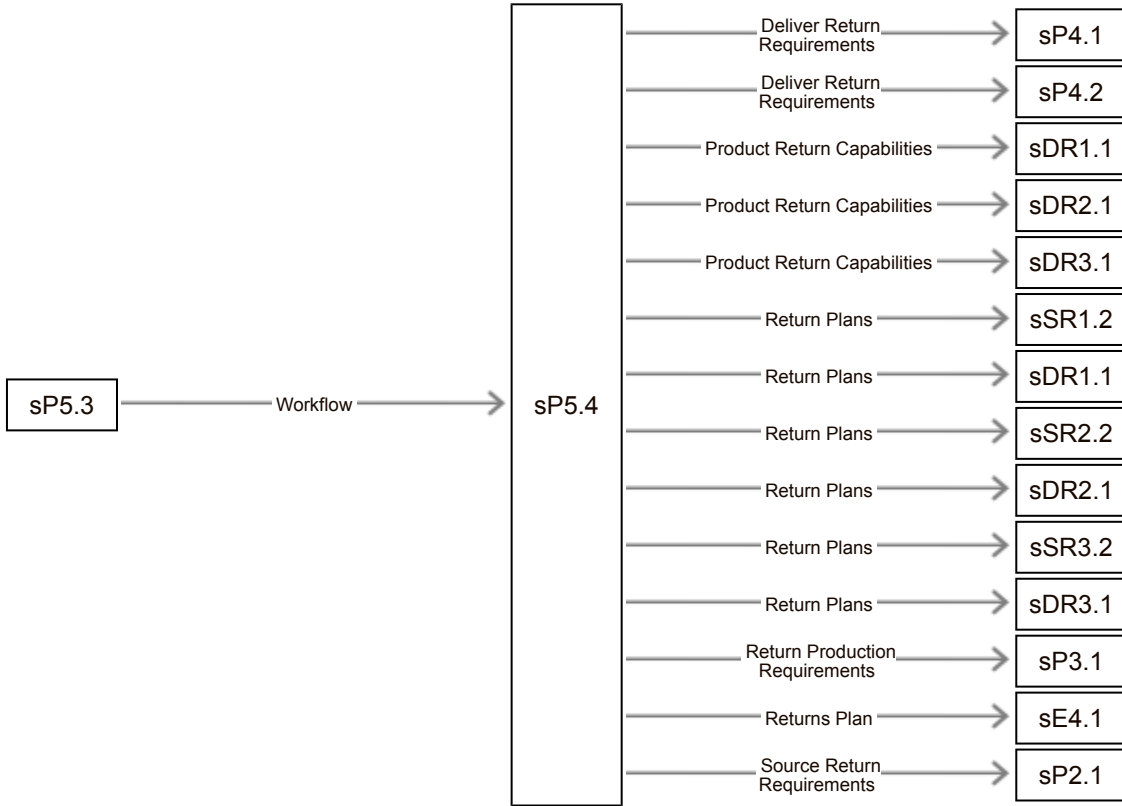 Deliver Return
Requirements
sP4.1
Deliver Return
Requirements
sP4.2
Product Return Capabilities
sDR1.1
Product Return Capabilities
sDR2.1
Product Return Capabilities
sDR3.1
Return Plans
sSR1.2
Return Plans
sDR1.1
sP5.3
Workflow
sP5.4
Return Plans
sSR2.2
Return Plans
sDR2.1
Return Plans
sSR3.2
Return Plans
sDR3.1
Return Production
Requirements
sP3.1
Returns Plan
sE4.1
Source Return
Requirements
sP2.1